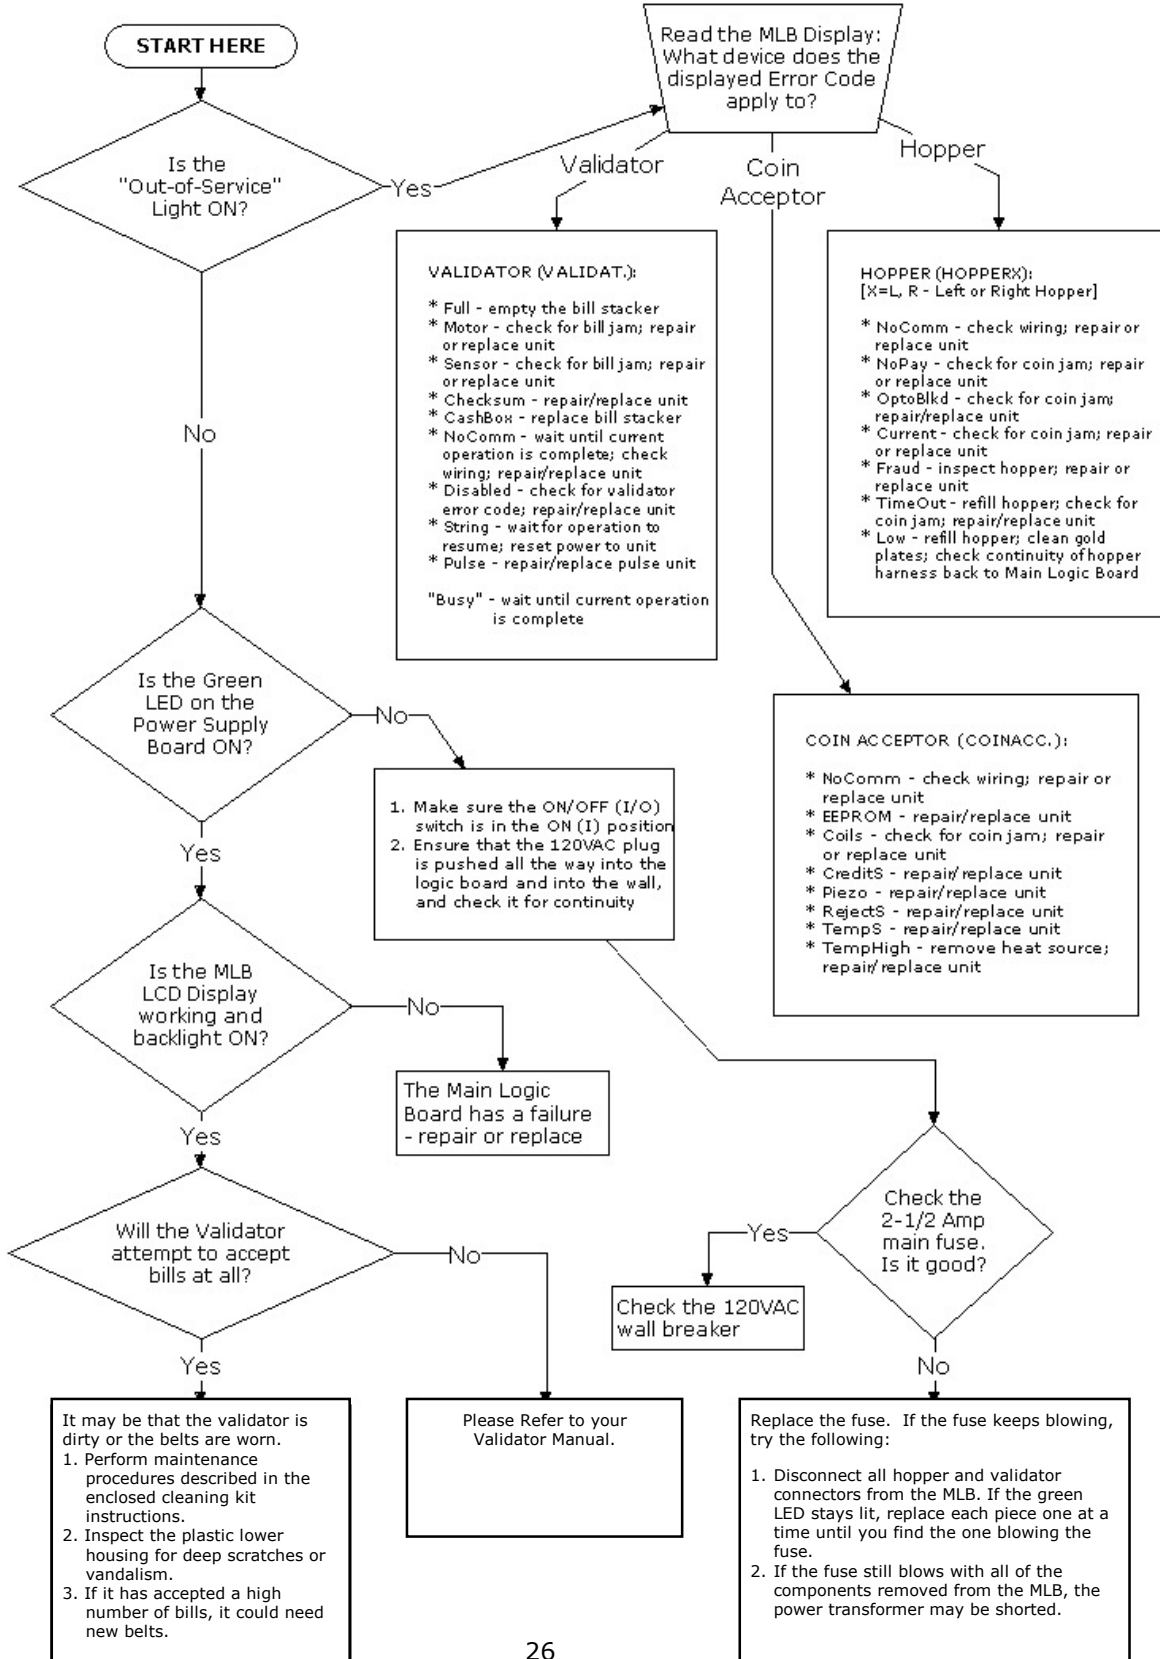 START HERE
Is the
"Out-of-Service"
Light ON?
Yes
No
Read the MLB Display:
What device does the
displayed Error Code
apply to?
Validator
Coin
Acceptor
Hopper
VALIDATOR (VALIDAT.):
* Full - empty the bill stacker
* Motor - check for bill jam; repair
or replace unit
* Sensor - check for bill jam; repair
or replace unit
* Checksum - repair/replace unit
* CashBox - replace bill stacker
* NoComm - wait until current
operation is complete; check
wiring; repair/replace unit
* Disabled - check for validator
error code; repair/replace unit
* String - wait for operation to
resume; reset power to unit
* Pulse - repair/replace pulse unit
"Busy" - wait until current operation
is complete
HOPPER (HOPPERX):
[X=L, R - Left or Right Hopper]
* NoComm - check wiring; repair or
replace unit
* NoPay - check for coin jam; repair
or replace unit
* OptoBlkd - check for coin jam;
repair/replace unit
* Current - check for coin jam; repair
or replace unit
* Fraud - inspect hopper; repair or
replace unit
* TimeOut - refill hopper; check for
coin jam; repair/replace unit
* Low - refill hopper; clean gold
plates; check continuity of hopper
harness back to Main Logic Board
COIN ACCEPTOR (COINACC.):
* NoComm - check wiring; repair or
replace unit
* EEPROM - repair/replace unit
* Coils - check for coin jam; repair
or replace unit
* CreditS - repair/replace unit
* Piezo - repair/replace unit
* RejectS - repair/replace unit
* TempS - repair/replace unit
* TempHigh - remove heat source;
repair/replace unit
Is the Green
LED on the
Power Supply
Board ON?
No
Yes
1. Make sure the ON/OFF (I/O)
switch is in the ON (I) position
2. Ensure that the 120VAC plug
is pushed all the way into the
logic board and into the wall,
and check it for continuity
Is the MLB
LCD Display
working and
backlight ON?
No
Yes
The Main Logic
Board has a failure
- repair or replace
Will the Validator
attempt to accept
bills at all?
No
Yes
Check the
2-1/2 Amp
main fuse.
Is it good?
Yes
No
Check the 120VAC
wall breaker
It may be that the validator is
dirty or the belts are worn.
1. Perform maintenance
procedures described in the
enclosed cleaning kit
instructions.
2. Inspect the plastic lower
housing for deep scratches or
vandalism.
3. If it has accepted a high
number of bills, it could need
new belts.
Please Refer to your
Validator Manual.
Replace the fuse. If the fuse keeps blowing,
try the following:
1. Disconnect all hopper and validator
connectors from the MLB. If the green
LED stays lit, replace each piece one at a
time until you find the one blowing the
fuse.
2. If the fuse still blows with all of the
components removed from the MLB, the
power transformer may be shorted.
26